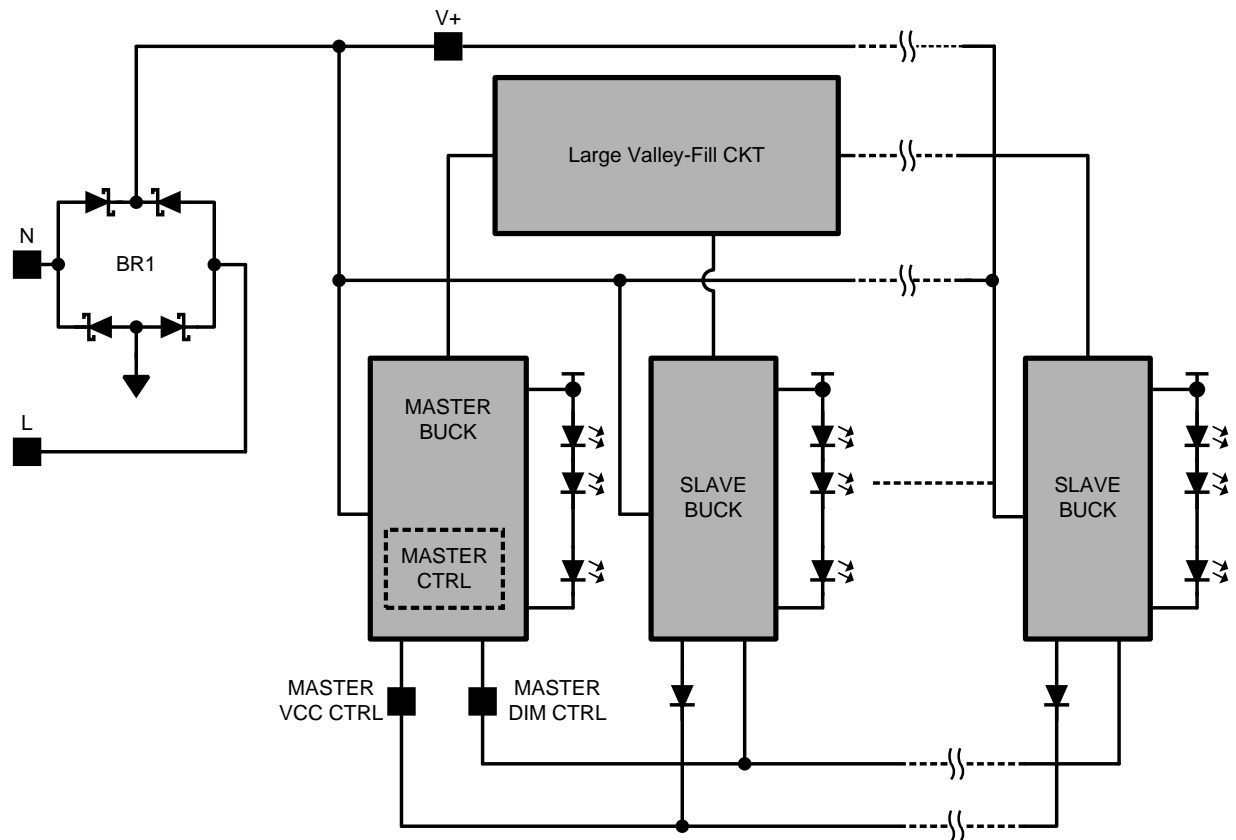 V+
Large Valley-Fill CKT
N
BR1
L
MASTER
BUCK
SLAVE
BUCK
SLAVE
BUCK
MASTER
CTRL
MASTER
VCC CTRL
MASTER
DIM CTRL